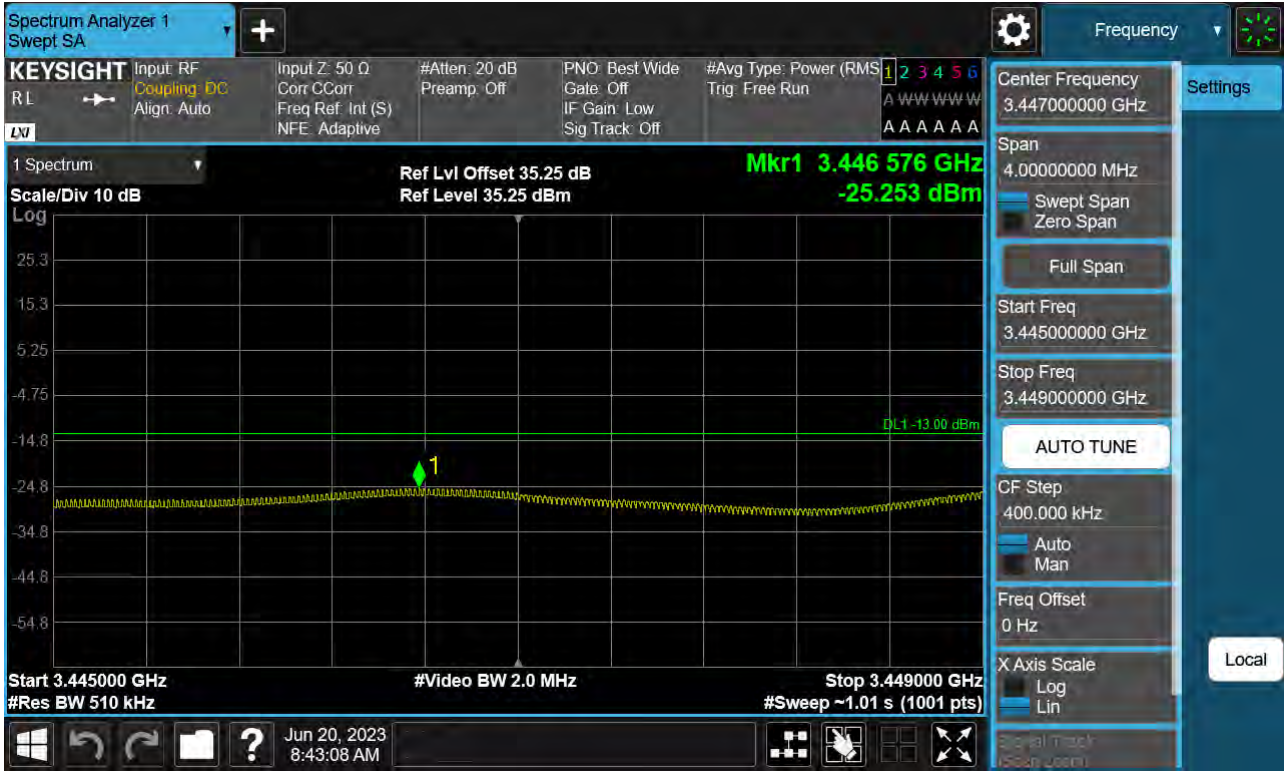 Spectrum Analyzer 1
Swept SA
+
Frequency
KEYSIGHT
RL
LXI
Input: RF
Coupling: DC
Align: Auto
Input Z: 50 Ω
Corr CCorr
Freq Ref: Int (S)
NFE: Adaptive
#Atten: 20 dB
Preamp: Off
PNO: Best Wide
Gate: Off
IF Gain: Low
Sig Track: Off
#Avg Type: Power (RMS
Trig: Free Run
1 2 3 4 5 6
A W W W W W
A A A A A A
1 Spectrum
Scale/Div 10 dB
Ref Lvl Offset 35.25 dB
Ref Level 35.25 dBm
Mkr1 3.446 576 GHz
-25.253 dBm
Log
25.3
15.3
5.25
-4.75
DL1 -13.00 dBm
-14.8
1
-24.8
-34.8
-44.8
-54.8
Start 3.445000 GHz
#Res BW 510 kHz
#Video BW 2.0 MHz
Stop 3.449000 GHz
#Sweep ~1.01 s (1001 pts)
Center Frequency
3.447000000 GHz
Settings
Span
4.00000000 MHz
Swept Span
Zero Span
Full Span
Start Freq
3.445000000 GHz
Stop Freq
3.449000000 GHz
AUTO TUNE
CF Step
400.000 kHz
Auto
Man
Freq Offset
0 Hz
X Axis Scale
Log
Lin
Signal Track
(Span Zoom)
Local
?
Jun 20, 2023
8:43:08 AM